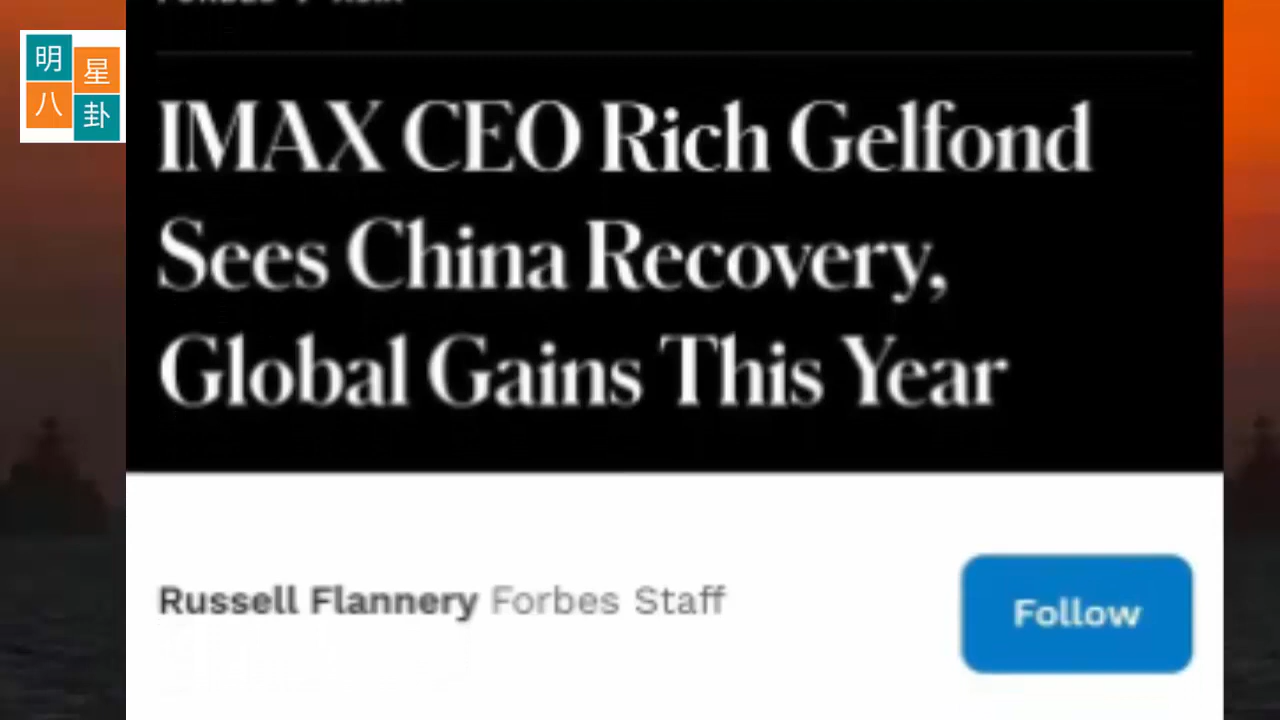 明星
八卦
IMAX CEO Rich Gelfond
Sees China Recovery,
Global Gains This Year
Russell Flannery Forbes Staff
Follow